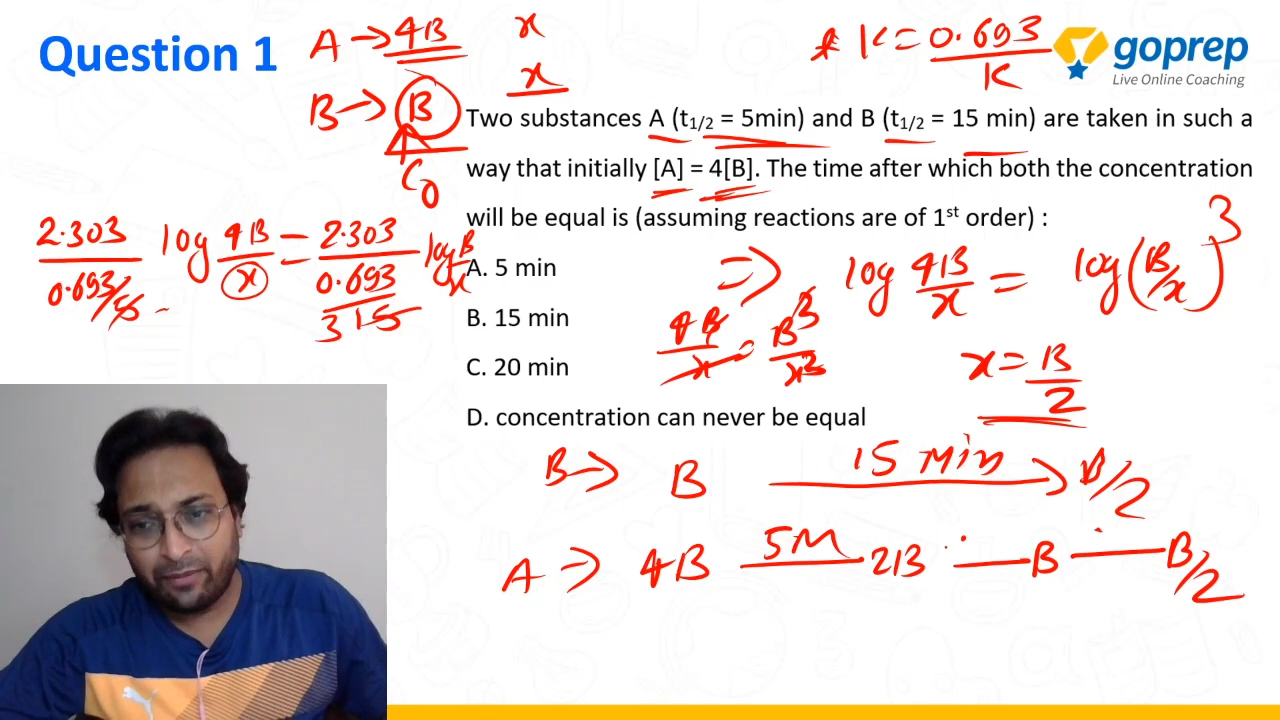 Question 1
A → 4B x
B → B x
C0
* K = 0.693 / K
goprep
Live Online Coaching
Two substances A (t1/2 = 5min) and B (t1/2 = 15 min) are taken in such a
way that initially [A] = 4[B]. The time after which both the concentration
will be equal is (assuming reactions are of 1st order) :
A. 5 min
B. 15 min
C. 20 min
D. concentration can never be equal
2.303 / 0.693/5 log 4B/x = 2.303 / 0.693/15 log B/x
3
⇒ log 4B/x = log (B/x)3
4B/x = B3/x3
x = B/2
B → B 15 Min → B/2
A → 4B 5M 2B — B — B/2